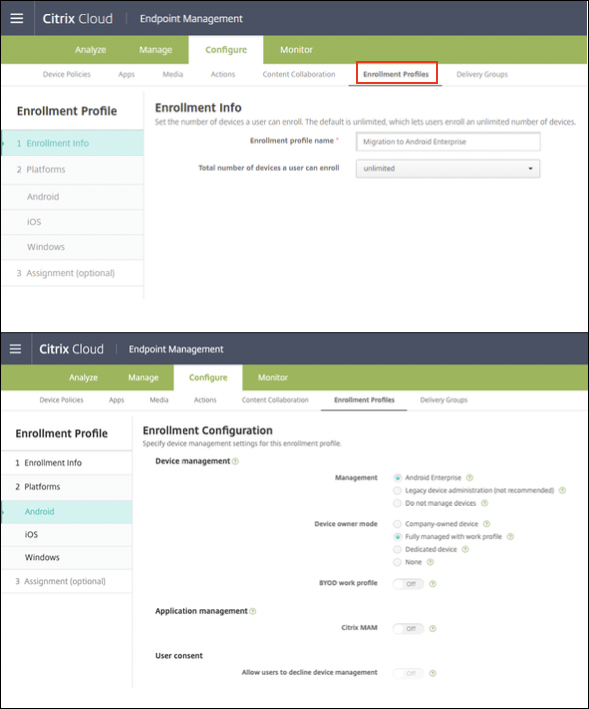 Citrix Cloud | Endpoint Management
Analyze Manage Configure Monitor
Device Policies Apps Media Actions Content Collaboration Enrollment Profiles Delivery Groups
Enrollment Profile
1 Enrollment Info
2 Platforms
Android
iOS
Windows
3 Assignment (optional)
Enrollment Info
Set the number of devices a user can enroll. The default is unlimited, which lets users enroll an unlimited number of devices.
Enrollment profile name * Migration to Android Enterprise
Total number of devices a user can enroll unlimited
Citrix Cloud | Endpoint Management
Analyze Manage Configure Monitor
Device Policies Apps Media Actions Content Collaboration Enrollment Profiles Delivery Groups
Enrollment Profile
1 Enrollment Info
2 Platforms
Android
iOS
Windows
3 Assignment (optional)
Enrollment Configuration
Specify device management settings for this enrollment profile.
Device management ?
Management Android Enterprise ?
Legacy device administration (not recommended) ?
Do not manage devices ?
Device owner mode Company-owned device ?
Fully managed with work profile ?
Dedicated device ?
None ?
BYOD work profile Off ?
Application management ?
Citrix MAM Off ?
User consent
Allow users to decline device management Off ?